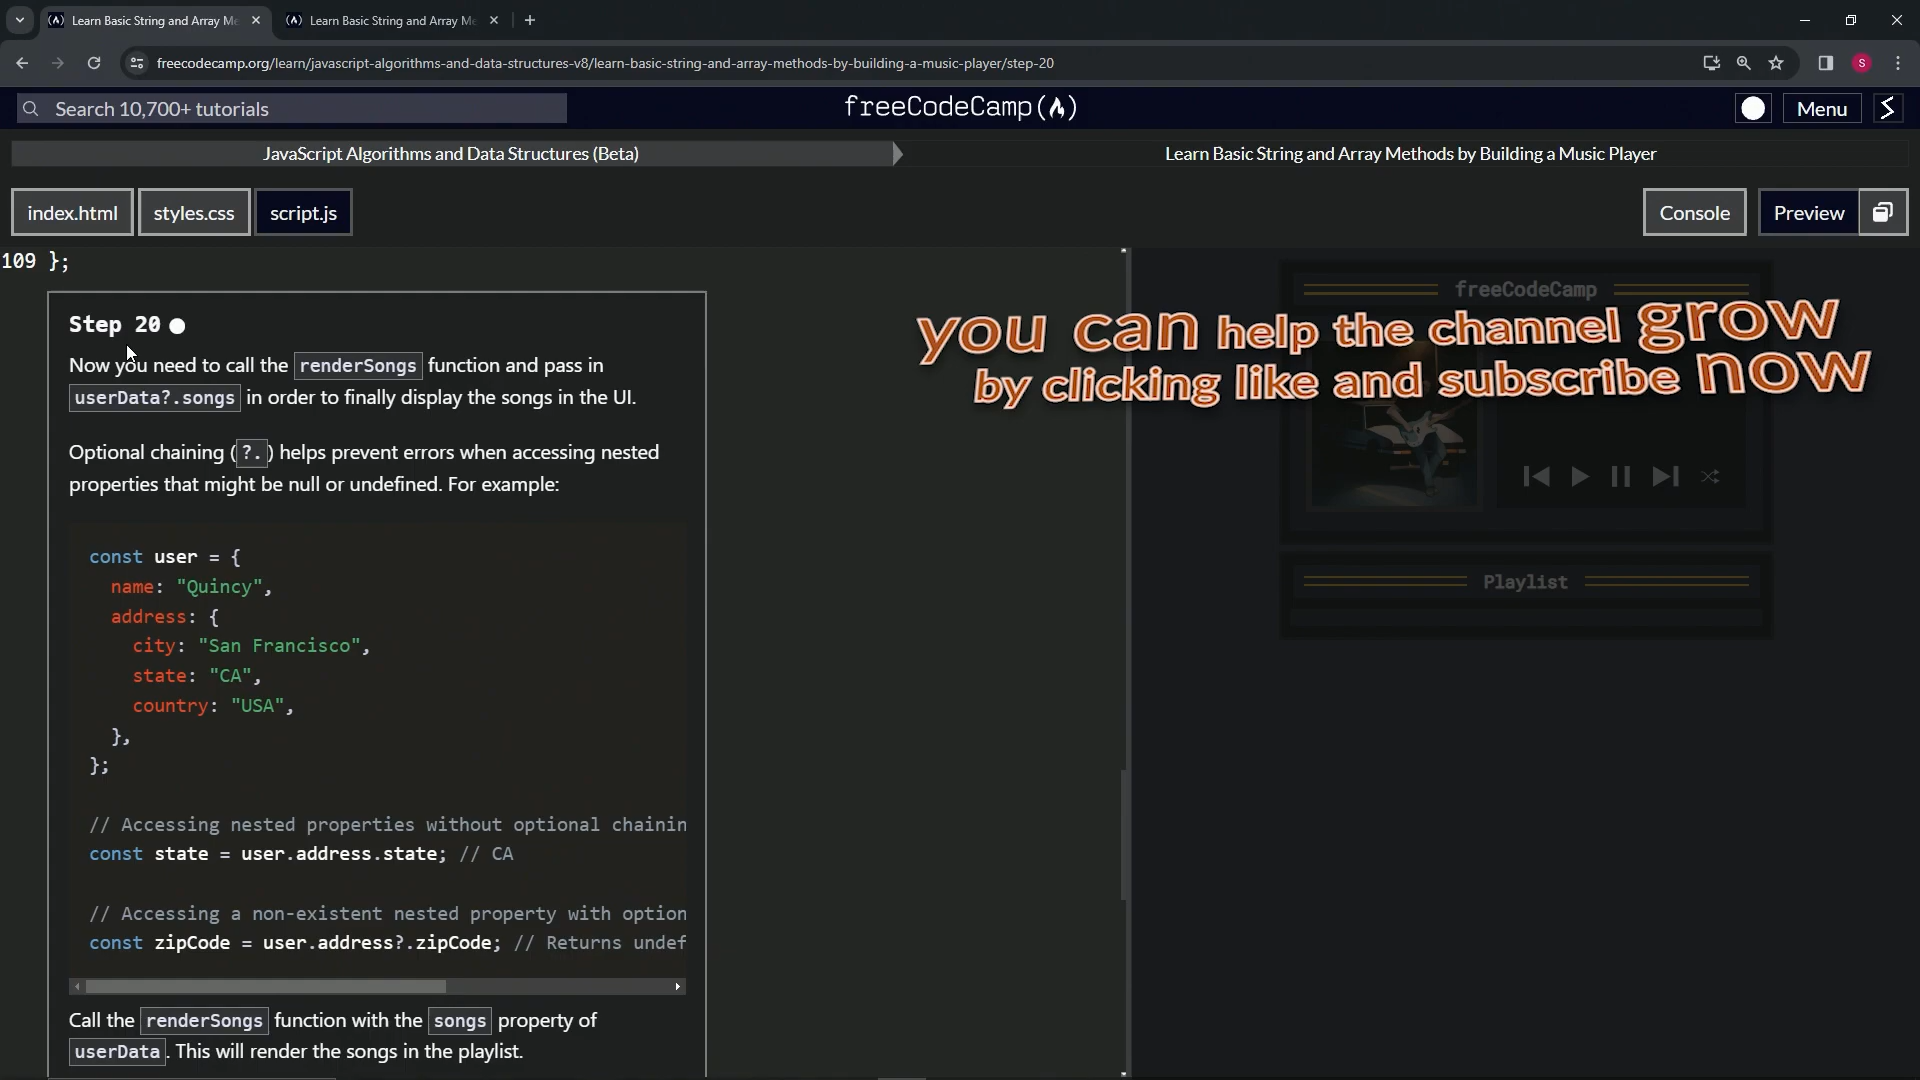 Learn Basic String and Array Me
Learn Basic String and Array Me
freecodecamp.org/learn/javascript-algorithms-and-data-structures-v8/learn-basic-string-and-array-methods-by-building-a-music-player/step-20
S
Search 10,700+ tutorials
freeCodeCamp(🔥)
Menu
JavaScript Algorithms and Data Structures (Beta)
Learn Basic String and Array Methods by Building a Music Player
index.html
styles.css
script.js
Console
Preview
109 };
Step 20
Now you need to call the renderSongs function and pass in
userData?.songs in order to finally display the songs in the UI.
Optional chaining (?.) helps prevent errors when accessing nested
properties that might be null or undefined. For example:
const user = {
name: "Quincy",
address: {
city: "San Francisco",
state: "CA",
country: "USA",
},
};
// Accessing nested properties without optional chainin
const state = user.address.state; // CA
// Accessing a non-existent nested property with option
const zipCode = user.address?.zipCode; // Returns undef
Call the renderSongs function with the songs property of
userData. This will render the songs in the playlist.
freeCodeCamp
you can help the channel grow
by clicking like and subscribe now
Playlist